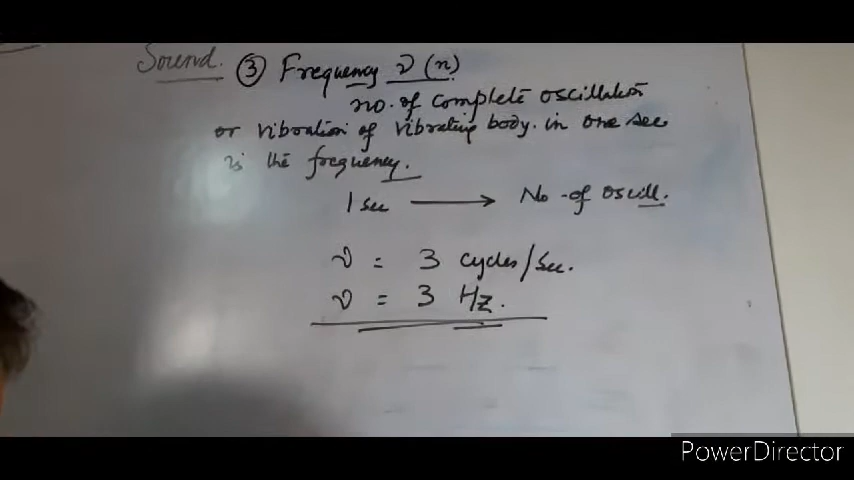 Sound. ③ Frequency ν (n)
no. of complete oscillation
or vibration of vibrating body. in one sec
is the frequency.
1 sec → No. of oscill.
ν = 3 cycles/sec.
ν = 3 Hz.
PowerDirector